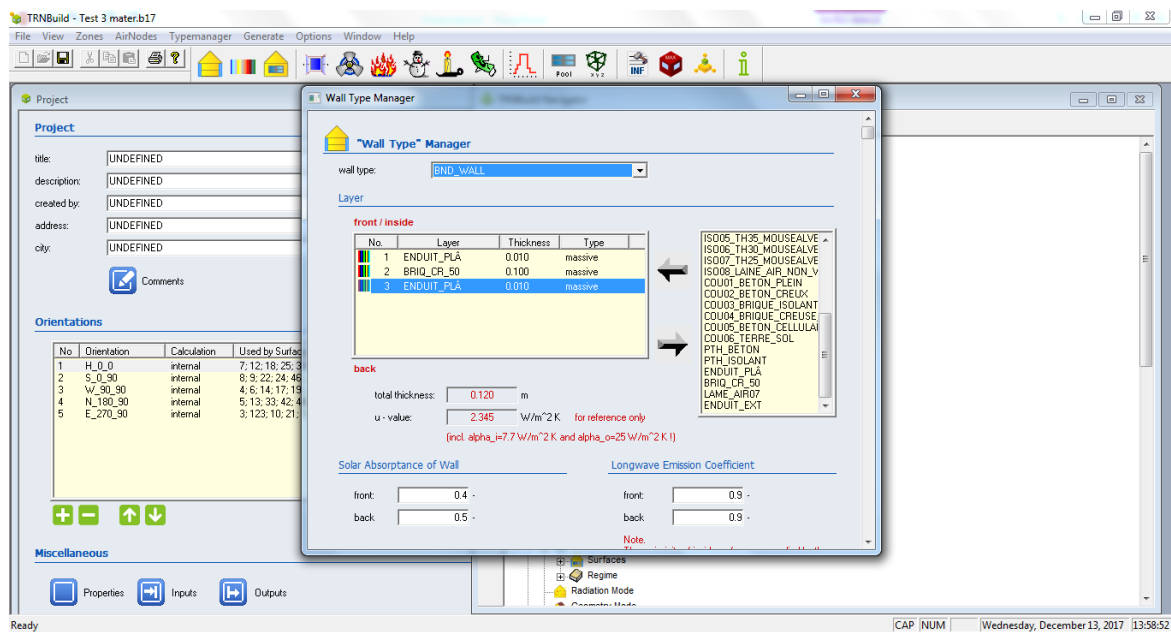 TRNBuild - Test 3 mater.b17
File View Zones AirNodes Typemanager Generate Options Window Help
Pool
x y z
INF
Project
Project
title: UNDEFINED
description: UNDEFINED
created by: UNDEFINED
address: UNDEFINED
city: UNDEFINED
Comments
Orientations
No Orientation Calculation Used by Surfac
1 H_0_0 internal 7; 12; 18; 25; 3
2 S_0_90 internal 8; 9; 22; 24; 46
3 W_90_90 internal 4; 6; 14; 17; 19
4 N_180_90 internal 5; 13; 33; 42; 4
5 E_270_90 internal 3; 123; 10; 21;
Miscellaneous
Properties Inputs Outputs
Wall Type Manager
"Wall Type" Manager
wall type: BND_WALL
Layer
front / inside
No. Layer Thickness Type
1 ENDUIT_PLÂ 0.010 massive
2 BRIQ_CR_50 0.100 massive
3 ENDUIT_PLÂ 0.010 massive
back
ISO05_TH35_MOUSEALVE
ISO06_TH30_MOUSEALVE
ISO07_TH25_MOUSEALVE
ISO08_LAINE_AIR_NON_V
COU01_BETON_PLEIN
COU02_BETON_CREUX
COU03_BRIQUE_ISOLANT
COU04_BRIQUE_CREUSE
COU05_BETON_CELLULAI
COU06_TERRE_SOL
PTH_BETON
PTH_ISOLANT
ENDUIT_PLÂ
BRIQ_CR_50
LAME_AIR07
ENDUIT_EXT
total thickness: 0.120 m
u - value: 2.345 W/m^2 K for reference only
(incl. alpha_i=7.7 W/m^2 K and alpha_o=25 W/m^2 K !)
Solar Absorptance of Wall
front: 0.4 -
back 0.5 -
Longwave Emission Coefficient
front: 0.9 -
back 0.9 -
Note.
Surfaces
Regime
Radiation Mode
Geometry Mode
Ready
CAP NUM Wednesday, December 13, 2017 13:58:52